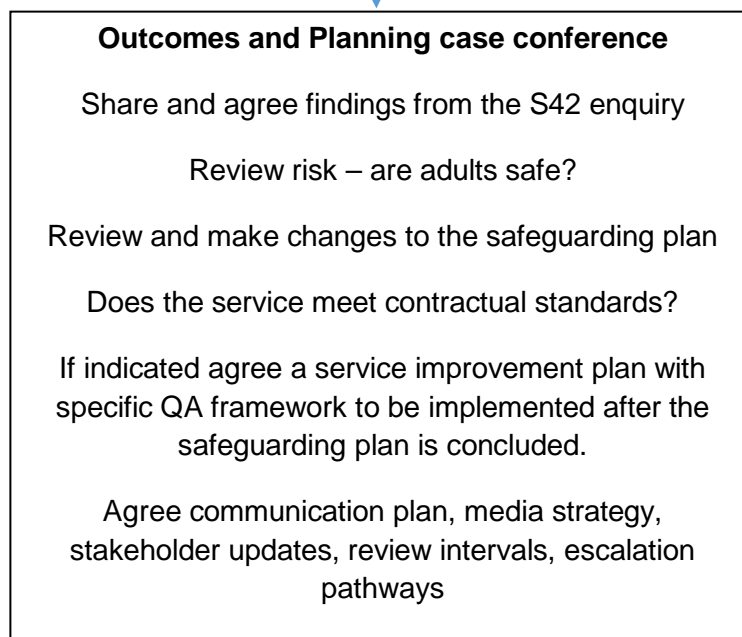 Outcomes and Planning case conference
Share and agree findings from the S42 enquiry
Review risk – are adults safe?
Review and make changes to the safeguarding plan
Does the service meet contractual standards?
If indicated agree a service improvement plan with
specific QA framework to be implemented after the
safeguarding plan is concluded.
Agree communication plan, media strategy,
stakeholder updates, review intervals, escalation
pathways